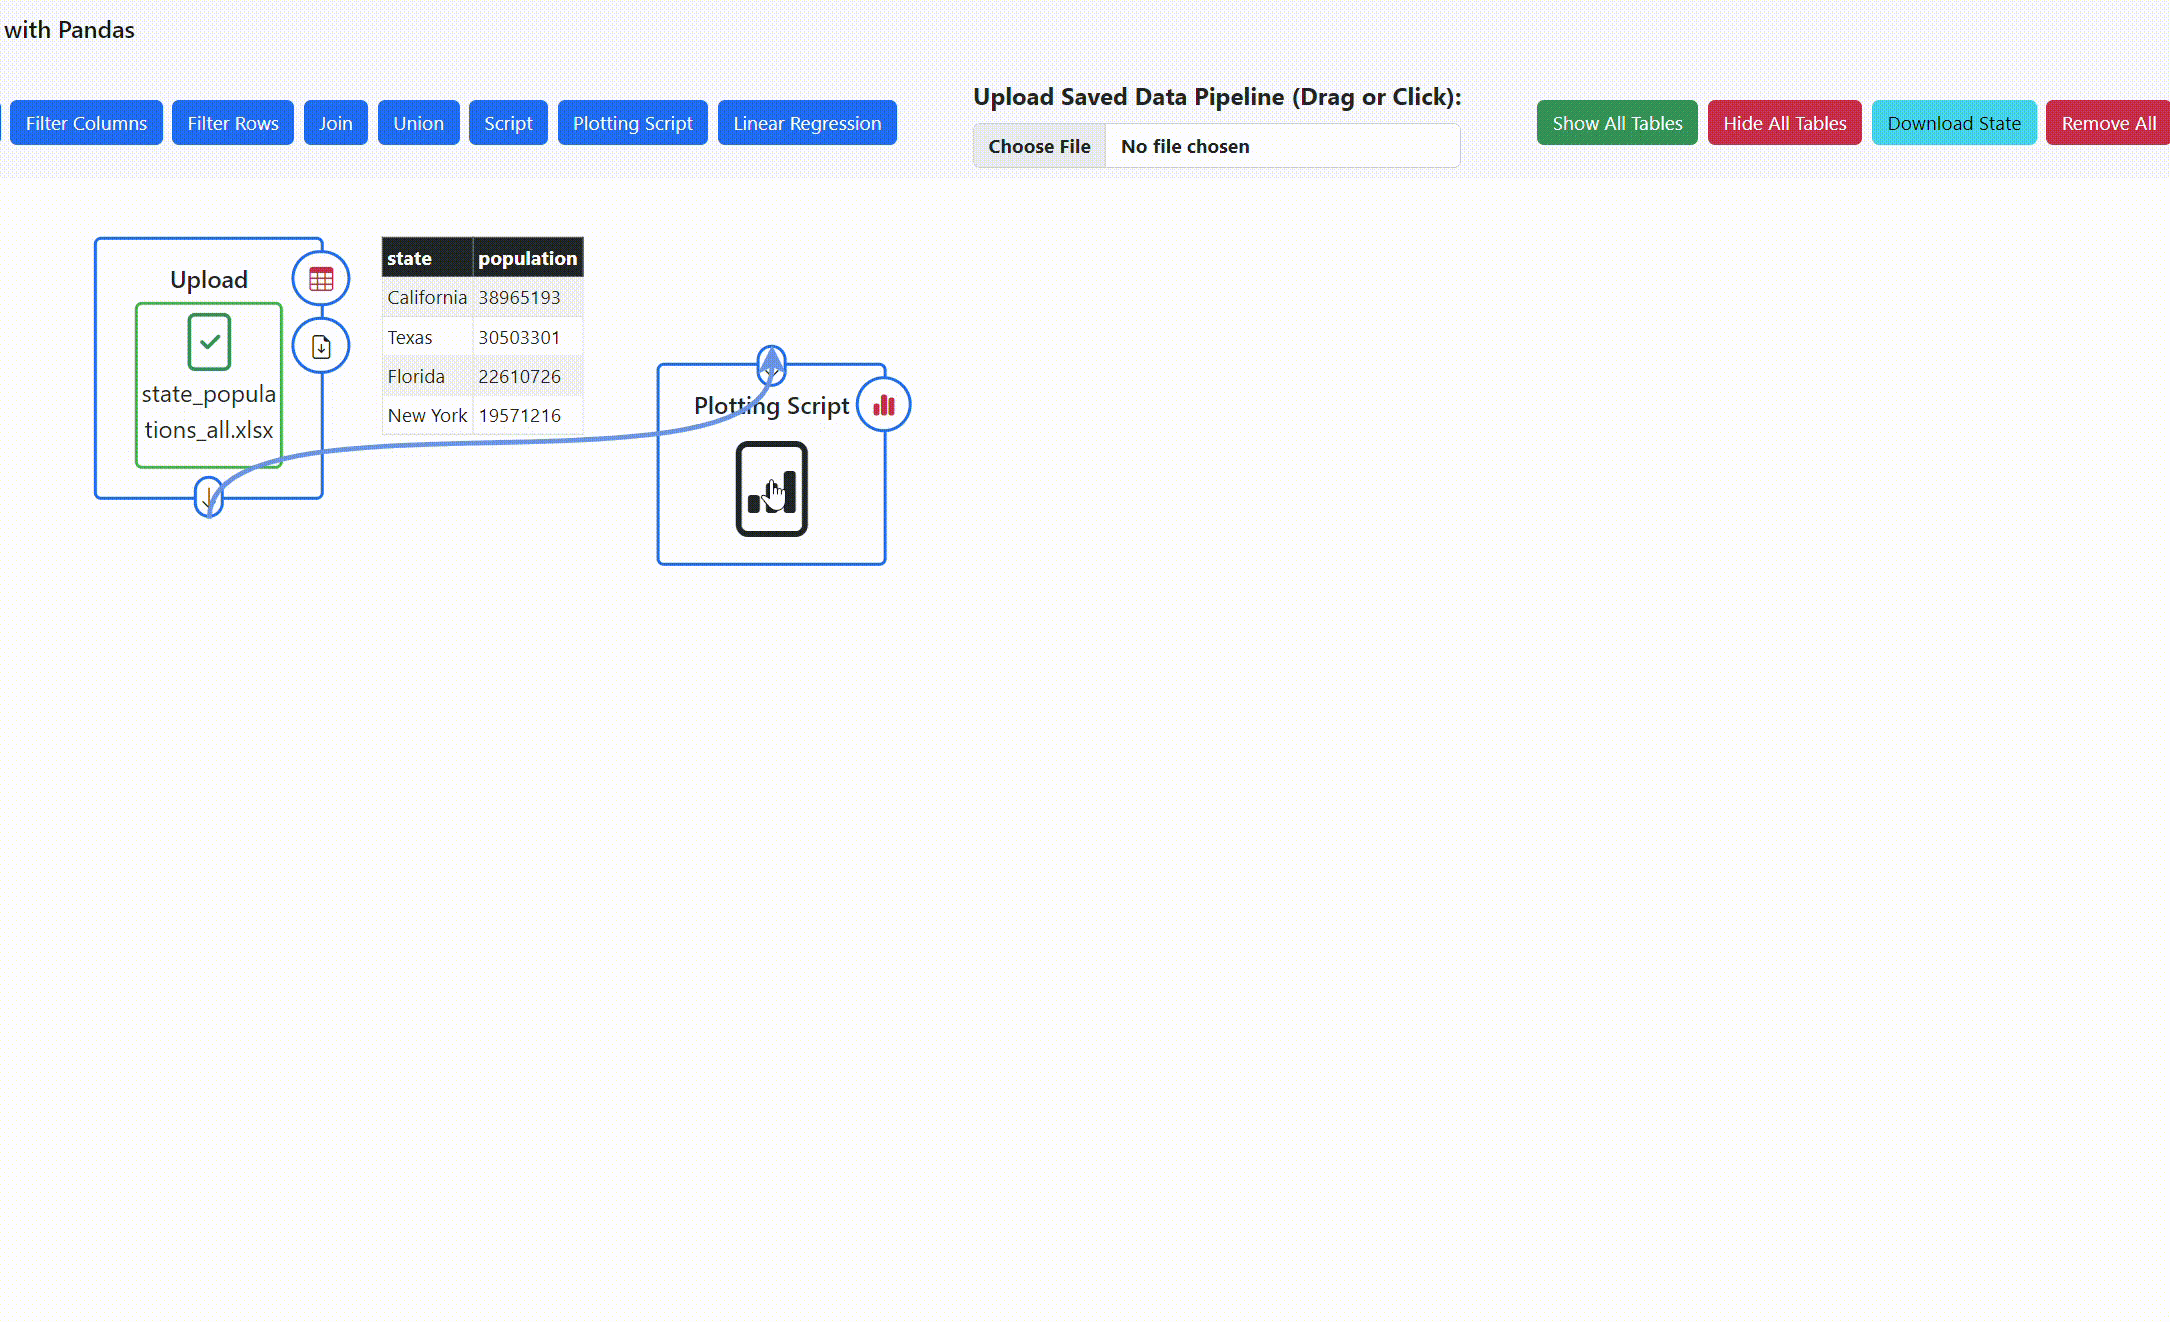 with Pandas
Upload Saved Data Pipeline (Drag or Click):
Filter Columns
Filter Rows
Join
Union
Script
Plotting Script
Linear Regression
Choose File
No file chosen
Show All Tables
Hide All Tables
Download State
Remove All
Upload
state_popula
tions_all.xlsx
state population
California 38965193
Texas 30503301
Florida 22610726
New York 19571216
Plotting Script